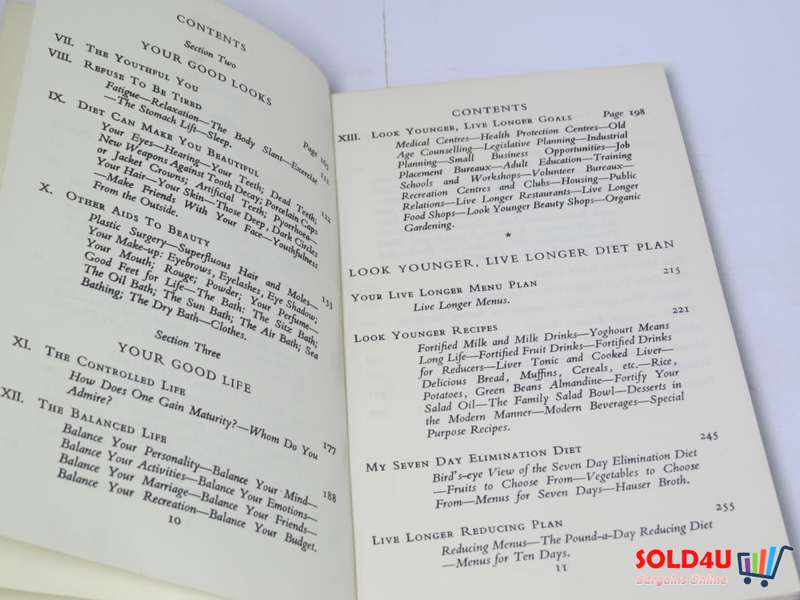 CONTENTS
Section Two
YOUR GOOD LOOKS
VII. THE YOUTHFUL YOU
Page 105
VIII. REFUSE TO BE TIRED
Fatigue—Relaxation—The Body Slant—Exercise
—The Stomach Lift—Sleep. 111
IX. DIET CAN MAKE YOU BEAUTIFUL
Your Eyes—Hearing—Your Teeth; Dead Teeth; 122
New Weapons Against Tooth Decay; Porcelain Caps
or Jacket Crowns; Artificial Teeth; Pyorrhoea—
Your Hair—Your Skin—Those Deep, Dark Circles
—Make Friends With Your Face—Youthfulness
From the Outside.
X. OTHER AIDS TO BEAUTY
Plastic Surgery—Superfluous Hair and Moles— 153
Your Make-up: Eyebrows, Eyelashes, Eye Shadow;
Your Mouth; Rouge; Powder; Your Perfume—
Good Feet for Life—The Bath: The Sitz Bath;
The Oil Bath; The Sun Bath; The Air Bath; Sea
Bathing; The Dry Bath—Clothes.
Section Three
YOUR GOOD LIFE
XI. THE CONTROLLED LIFE
How Does One Gain Maturity?—Whom Do You 177
Admire?
XII. THE BALANCED LIFE
Balance Your Personality—Balance Your Mind— 188
Balance Your Activities—Balance Your Emotions—
Balance Your Marriage—Balance Your Friends—
Balance Your Recreation—Balance Your Budget.
10
CONTENTS
XIII. LOOK YOUNGER, LIVE LONGER GOALS Page 198
Medical Centres—Health Protection Centres—Old
Age Counselling—Legislative Planning—Industrial
Planning—Small Business Opportunities—Job
Placement Bureaux—Adult Education—Training
Schools and Workshops—Volunteer Bureaux—
Recreation Centres and Clubs—Housing—Public
Relations—Live Longer Restaurants—Live Longer
Food Shops—Look Younger Beauty Shops—Organic
Gardening.
*
LOOK YOUNGER, LIVE LONGER DIET PLAN
YOUR LIVE LONGER MENU PLAN 215
Live Longer Menus.
LOOK YOUNGER RECIPES 221
Fortified Milk and Milk Drinks—Yoghourt Means
Long Life—Fortified Fruit Drinks—Fortified Drinks
for Reducers—Liver Tonic and Cooked Liver—
Delicious Bread, Muffins, Cereals, etc.—Rice,
Potatoes, Green Beans Almandine—Fortify Your
Salad Oil—The Family Salad Bowl—Desserts in
the Modern Manner—Modern Beverages—Special
Purpose Recipes.
MY SEVEN DAY ELIMINATION DIET 245
Bird's-eye View of the Seven Day Elimination Diet
—Fruits to Choose From—Vegetables to Choose
From—Menus for Seven Days—Hauser Broth.
LIVE LONGER REDUCING PLAN 255
Reducing Menus—The Pound-a-Day Reducing Diet
—Menus for Ten Days.
11
SOLD4U
Bargains Online